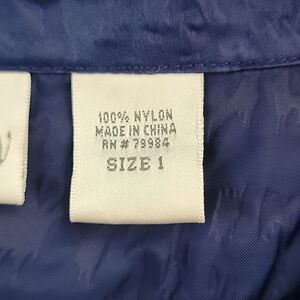 100% NYLON
MADE IN CHINA
RN # 79984
SIZE 1